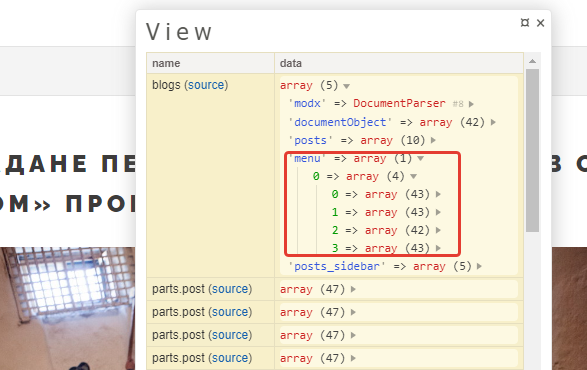 View
¤ ×
name data
blogs (source) array (5)
'modx' => DocumentParser #8
'documentObject' => array (42)
'posts' => array (10)
'menu' => array (1)
0 => array (4)
0 => array (43)
1 => array (43)
2 => array (42)
3 => array (43)
'posts_sidebar' => array (5)
parts.post (source) array (47)
parts.post (source) array (47)
parts.post (source) array (47)
parts.post (source) array (47)
ДАНЕ ПЕ В С
ОМ» ПРО